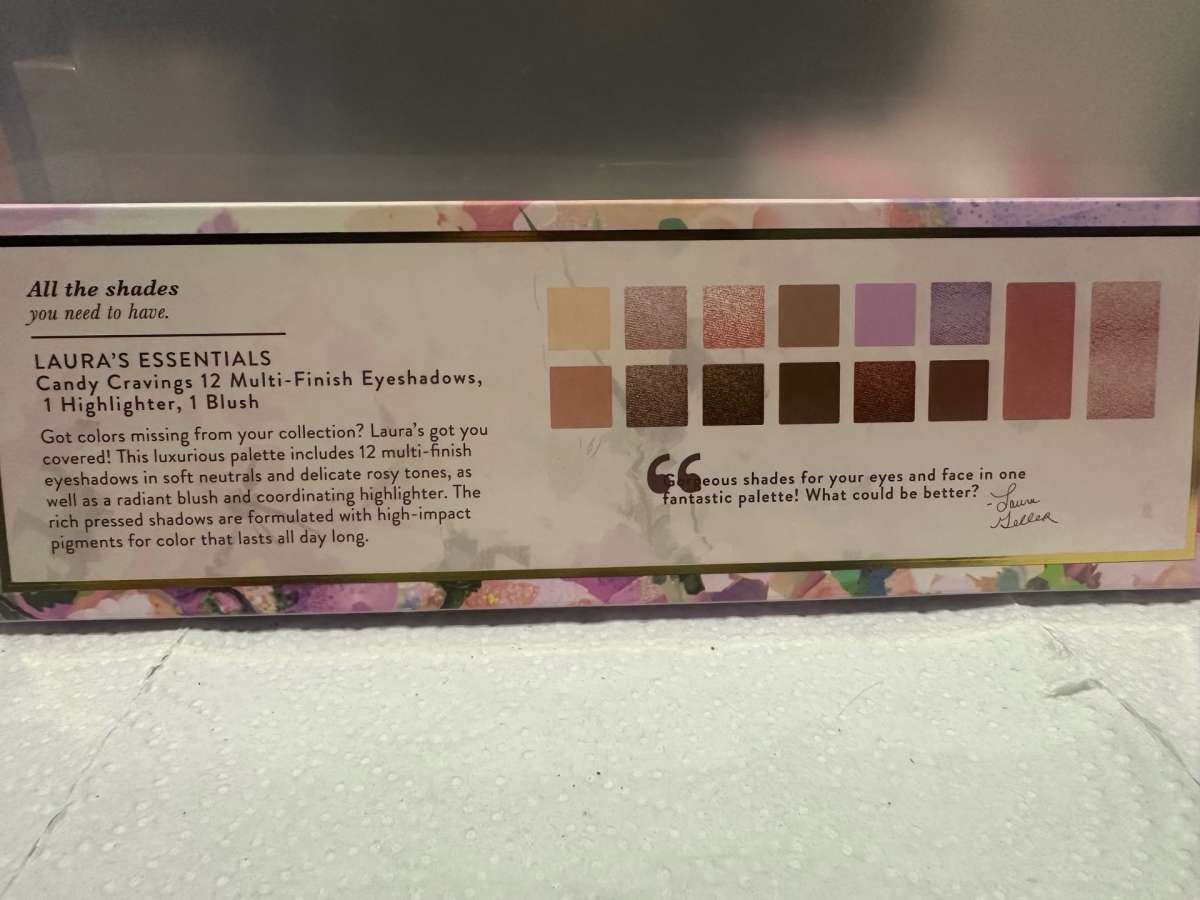 All the shades
you need to have.
LAURA'S ESSENTIALS
Candy Cravings 12 Multi-Finish Eyeshadows,
1 Highlighter, 1 Blush
Got colors missing from your collection? Laura's got you
covered! This luxurious palette includes 12 multi-finish
eyeshadows in soft neutrals and delicate rosy tones, as
well as a radiant blush and coordinating highlighter. The
rich pressed shadows are formulated with high-impact
pigments for color that lasts all day long.
“Gorgeous shades for your eyes and face in one
fantastic palette! What could be better?
- Laura
Geller